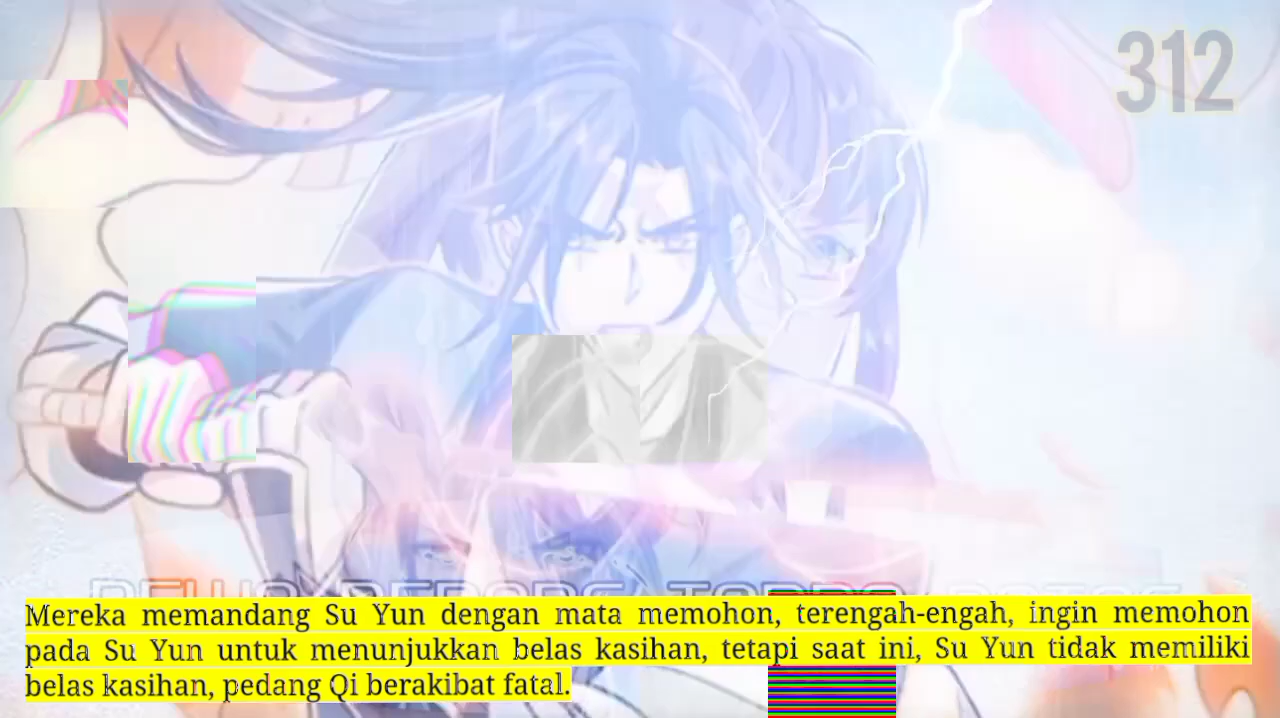 312
Mereka memandang Su Yun dengan mata memohon, terengah-engah, ingin memohon
pada Su Yun untuk menunjukkan belas kasihan, tetapi saat ini, Su Yun tidak memiliki
belas kasihan, pedang Qi berakibat fatal.